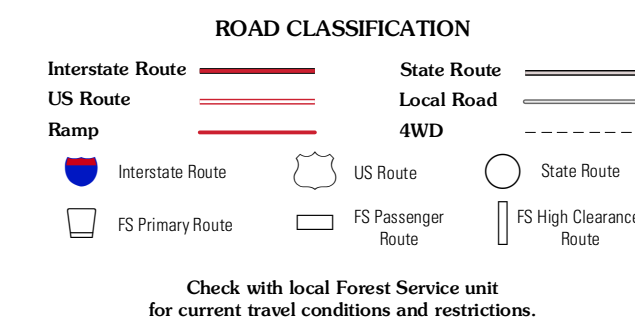 ROAD CLASSIFICATION
Interstate Route
State Route
US Route
Local Road
Ramp
4WD
Interstate Route
US Route
State Route
FS Primary Route
FS Passenger
Route
FS High Clearance
Route
Check with local Forest Service unit
for current travel conditions and restrictions.